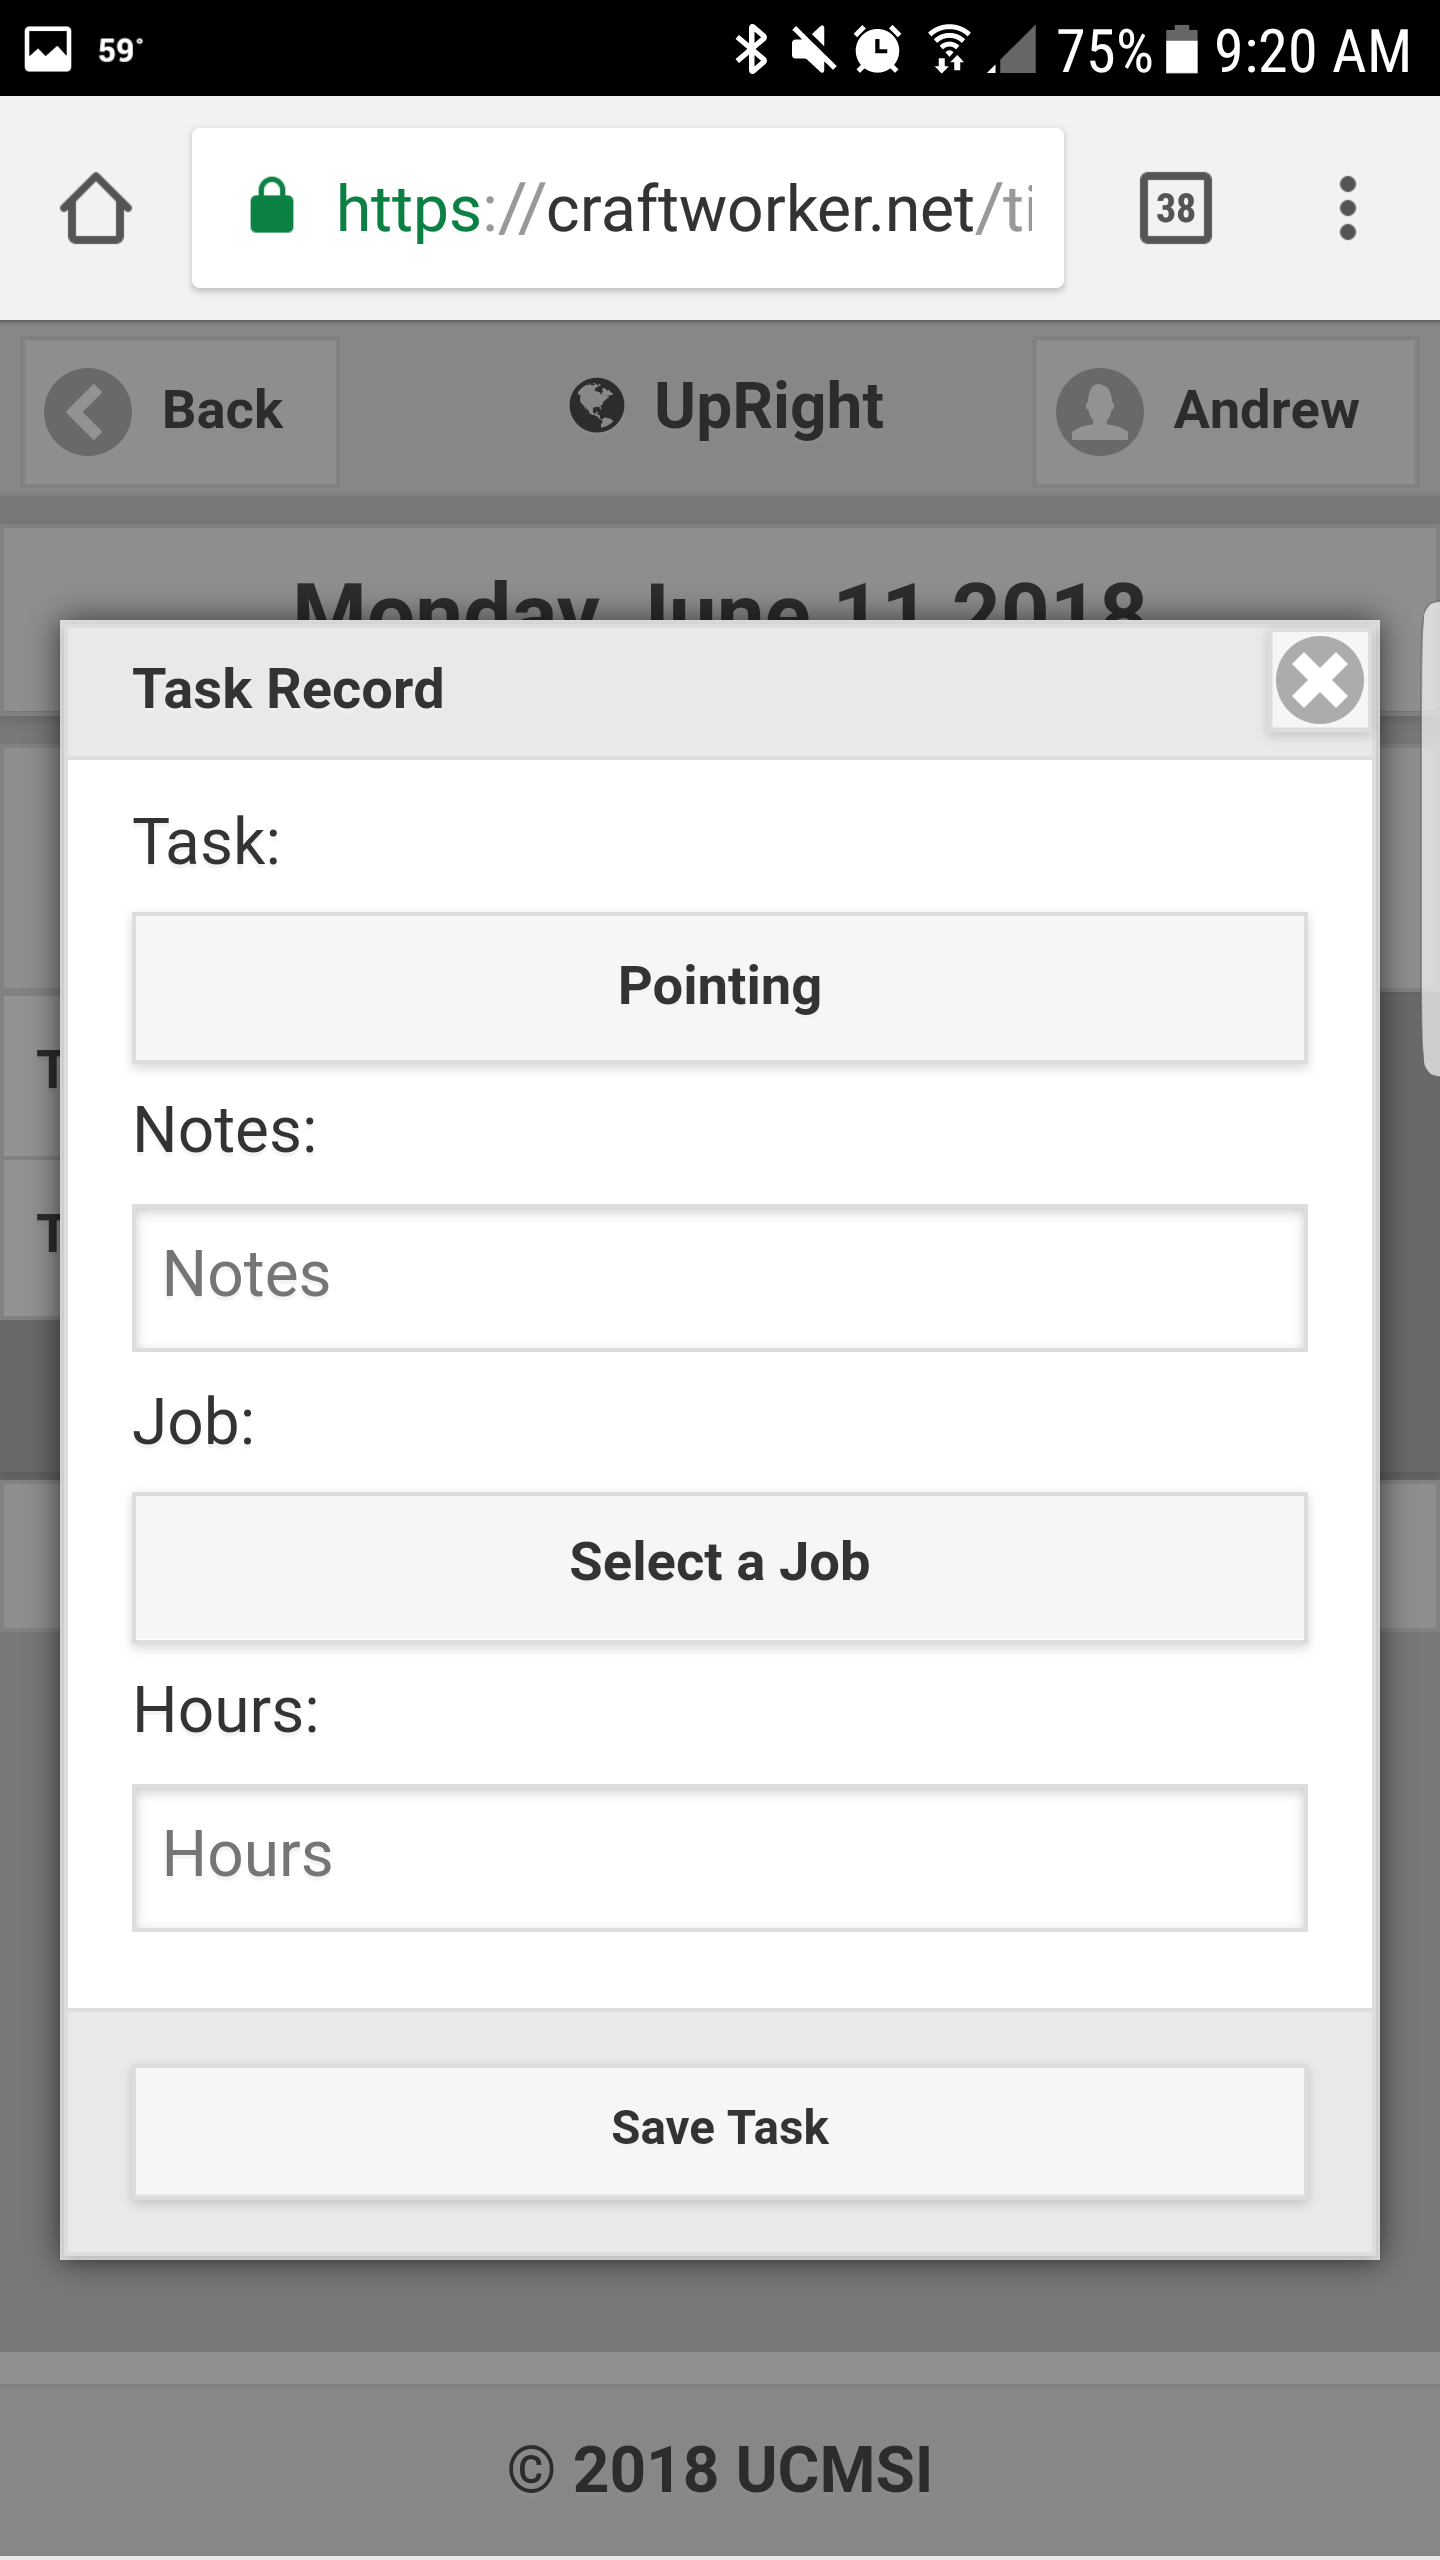 59°
75% 9:20 AM
https://craftworker.net/ti
38
Back
UpRight
Andrew
Monday, June 11 2018
Task Record
Task:
Pointing
T
Notes:
T
Notes
Job:
Select a Job
Hours:
Hours
Save Task
© 2018 UCMSI